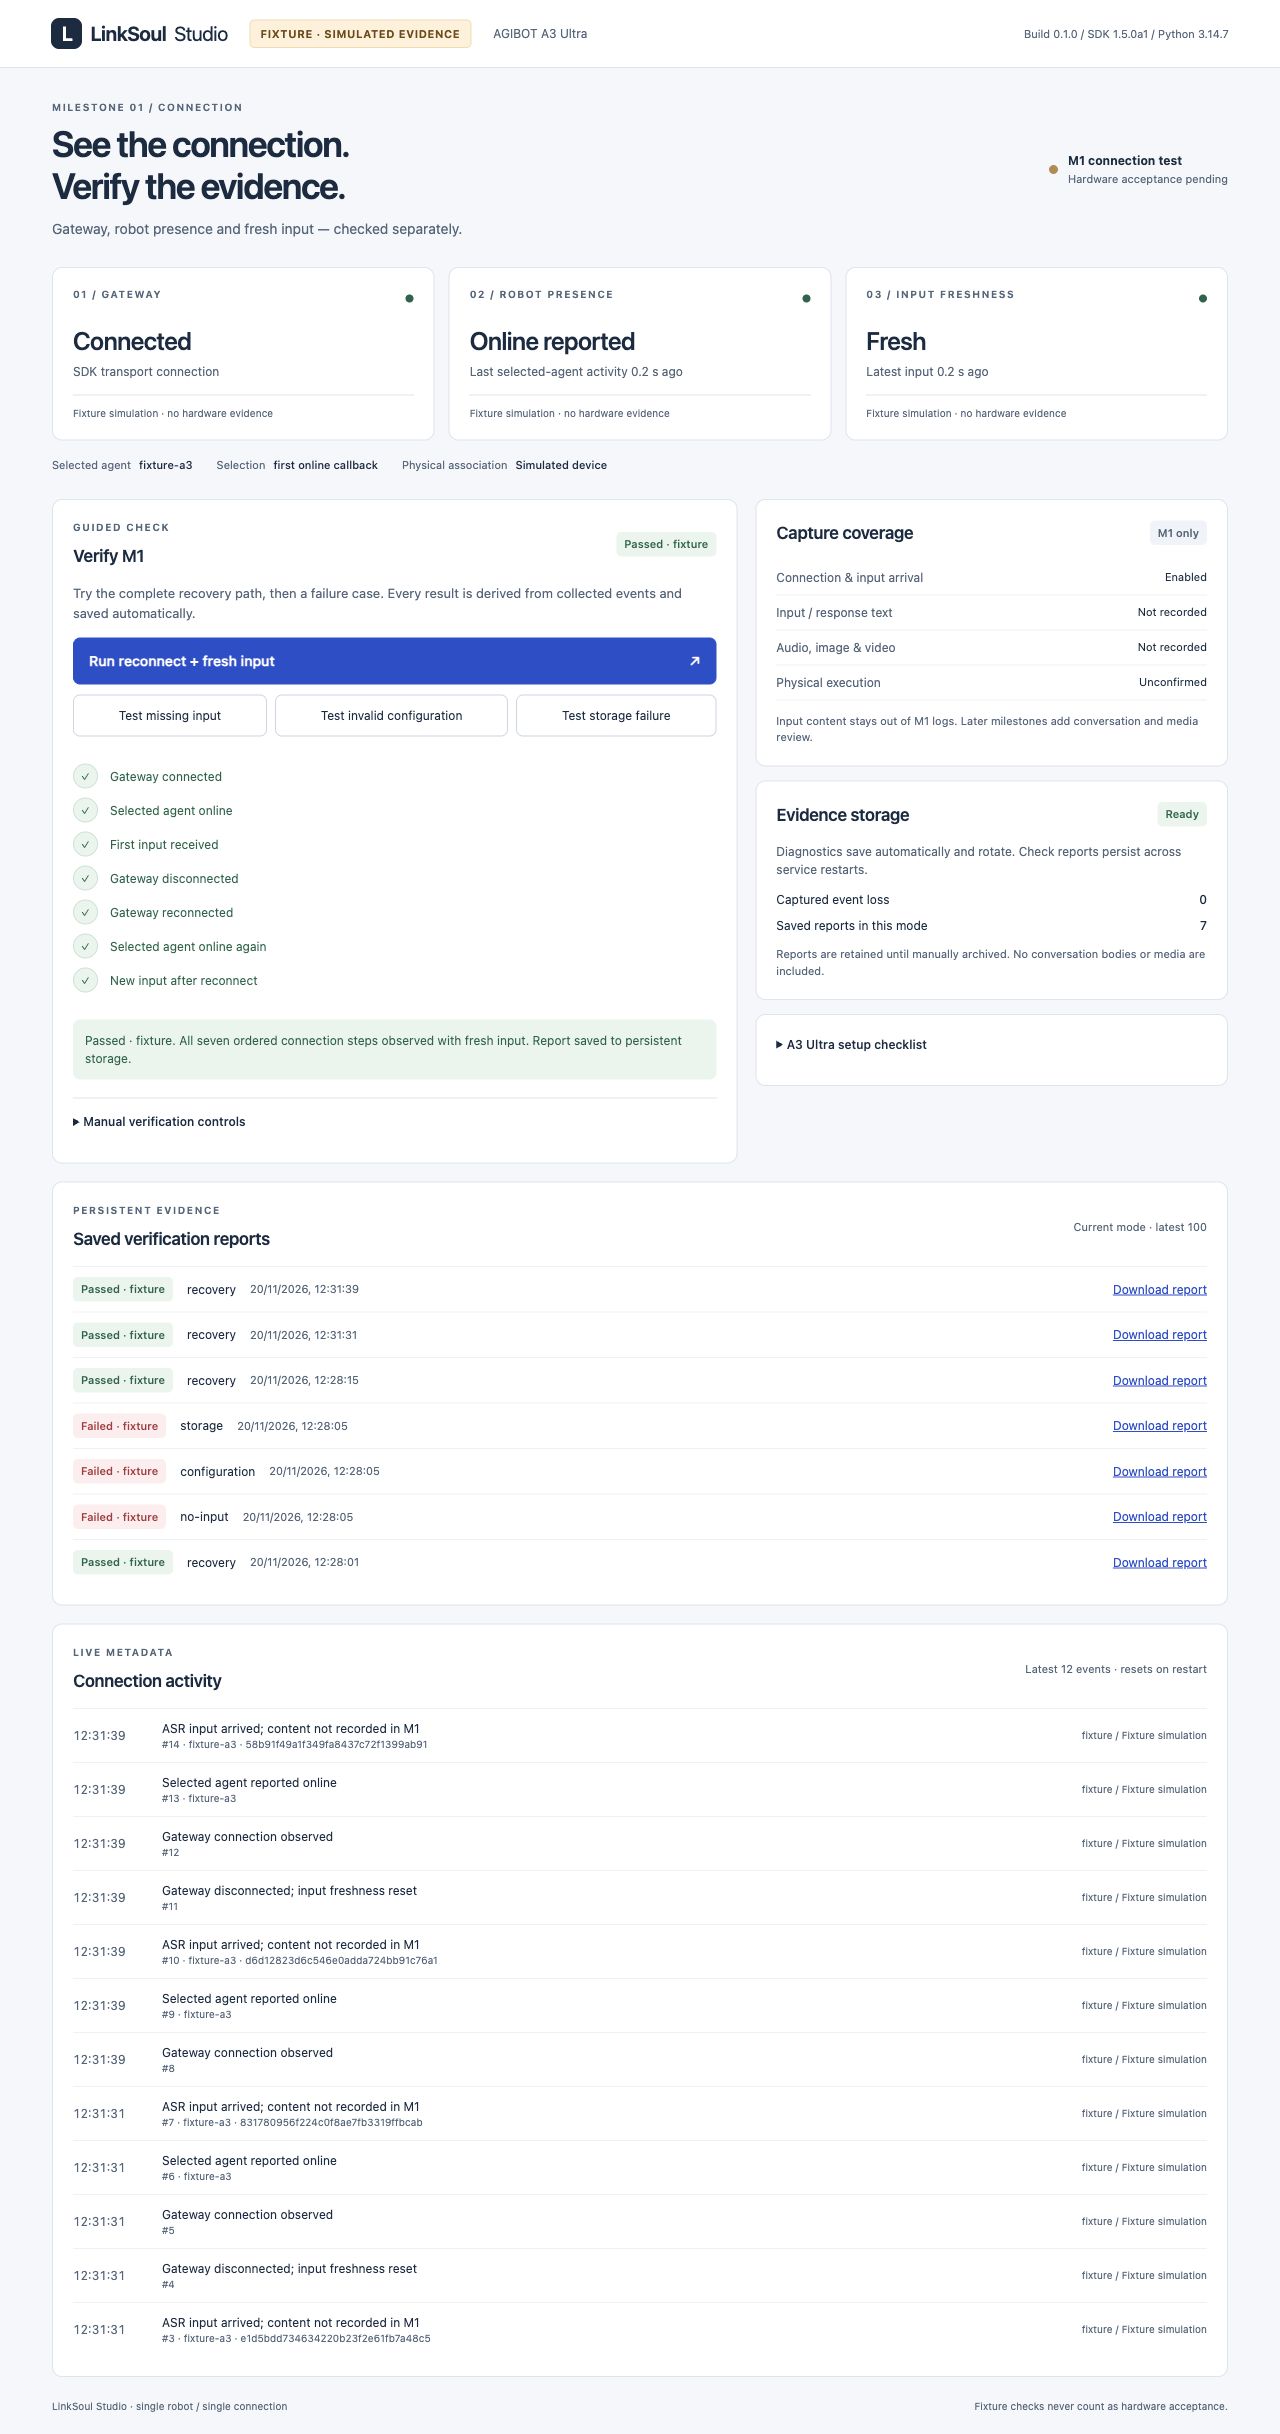 L LinkSoul Studio FIXTURE · SIMULATED EVIDENCE AGIBOT A3 Ultra Build 0.1.0 / SDK 1.5.0a1 / Python 3.14.7
MILESTONE 01 / CONNECTION
See the connection.
Verify the evidence.
Gateway, robot presence and fresh input — checked separately.
M1 connection test
Hardware acceptance pending
01 / GATEWAY
Connected
SDK transport connection
Fixture simulation · no hardware evidence
02 / ROBOT PRESENCE
Online reported
Last selected-agent activity 0.2 s ago
Fixture simulation · no hardware evidence
03 / INPUT FRESHNESS
Fresh
Latest input 0.2 s ago
Fixture simulation · no hardware evidence
Selected agent fixture-a3 Selection first online callback Physical association Simulated device
GUIDED CHECK
Verify M1
Passed · fixture
Try the complete recovery path, then a failure case. Every result is derived from collected events and
saved automatically.
Run reconnect + fresh input ↗
Test missing input Test invalid configuration Test storage failure
✓ Gateway connected
✓ Selected agent online
✓ First input received
✓ Gateway disconnected
✓ Gateway reconnected
✓ Selected agent online again
✓ New input after reconnect
Passed · fixture. All seven ordered connection steps observed with fresh input. Report saved to persistent
storage.
▶ Manual verification controls
Capture coverage M1 only
Connection & input arrival Enabled
Input / response text Not recorded
Audio, image & video Not recorded
Physical execution Unconfirmed
Input content stays out of M1 logs. Later milestones add conversation and media
review.
Evidence storage Ready
Diagnostics save automatically and rotate. Check reports persist across
service restarts.
Captured event loss 0
Saved reports in this mode 7
Reports are retained until manually archived. No conversation bodies or media are
included.
▶ A3 Ultra setup checklist
PERSISTENT EVIDENCE
Saved verification reports
Current mode · latest 100
Passed · fixture recovery 20/11/2026, 12:31:39 Download report
Passed · fixture recovery 20/11/2026, 12:31:31 Download report
Passed · fixture recovery 20/11/2026, 12:28:15 Download report
Failed · fixture storage 20/11/2026, 12:28:05 Download report
Failed · fixture configuration 20/11/2026, 12:28:05 Download report
Failed · fixture no-input 20/11/2026, 12:28:05 Download report
Passed · fixture recovery 20/11/2026, 12:28:01 Download report
LIVE METADATA
Connection activity
Latest 12 events · resets on restart
12:31:39 ASR input arrived; content not recorded in M1 fixture / Fixture simulation
#14 · fixture-a3 · 58b91f49a1f349fa8437c72f1399ab91
12:31:39 Selected agent reported online fixture / Fixture simulation
#13 · fixture-a3
12:31:39 Gateway connection observed fixture / Fixture simulation
#12
12:31:39 Gateway disconnected; input freshness reset fixture / Fixture simulation
#11
12:31:39 ASR input arrived; content not recorded in M1 fixture / Fixture simulation
#10 · fixture-a3 · d6d12823d6c546e0adda724bb91c76a1
12:31:39 Selected agent reported online fixture / Fixture simulation
#9 · fixture-a3
12:31:39 Gateway connection observed fixture / Fixture simulation
#8
12:31:31 ASR input arrived; content not recorded in M1 fixture / Fixture simulation
#7 · fixture-a3 · 831780956f224c0f8ae7fb3319ffbcab
12:31:31 Selected agent reported online fixture / Fixture simulation
#6 · fixture-a3
12:31:31 Gateway connection observed fixture / Fixture simulation
#5
12:31:31 Gateway disconnected; input freshness reset fixture / Fixture simulation
#4
12:31:31 ASR input arrived; content not recorded in M1 fixture / Fixture simulation
#3 · fixture-a3 · e1d5bdd734634220b23f2e61fb7a48c5
LinkSoul Studio · single robot / single connection Fixture checks never count as hardware acceptance.